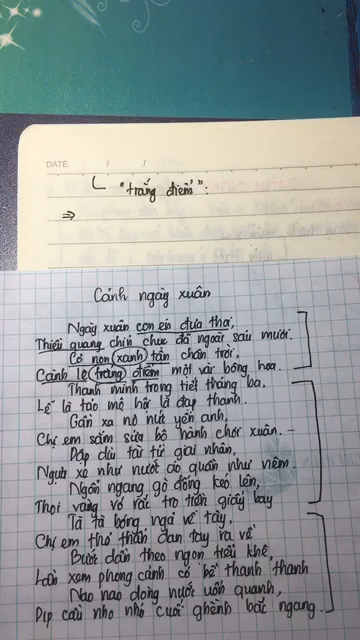 DATE / /
"trắng điểm":
⇒
Cảnh ngày xuân
Ngày xuân con én đưa thoi,
Thiều quang chín chục đã ngoài sáu mươi.
Cỏ non xanh tận chân trời,
Cành lê trắng điểm một vài bông hoa.
Thanh minh trong tiết tháng ba,
Lễ là tảo mộ hội là đạp thanh.
Gần xa nô nức yến anh,
Chị em sắm sửa bộ hành chơi xuân.
Dập dìu tài tử giai nhân,
Ngựa xe như nước áo quần như nêm.
Ngổn ngang gò đống kéo lên,
Thoi vàng vó rắc tro tiền giấy bay
Tà tà bóng ngả về tây,
Chị em thơ thẩn dan tay ra về
Bước dần theo ngọn tiểu khê,
Lần xem phong cảnh có bề thanh thanh
Nao nao dòng nước uốn quanh,
Dịp cầu nho nhỏ cuối ghềnh bắc ngang.